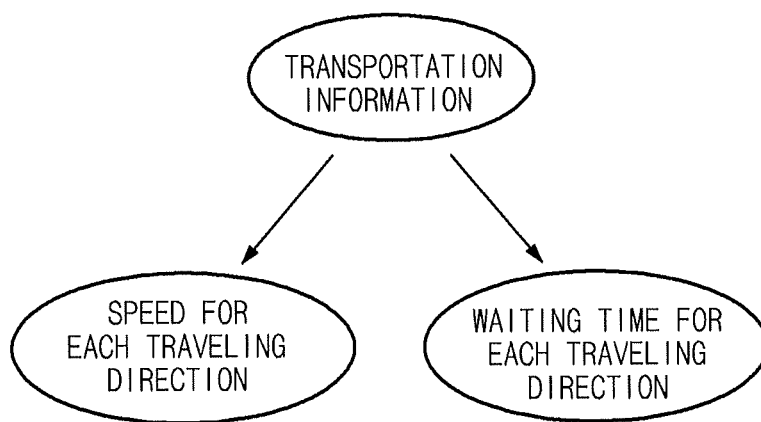 TRANSPORTATION
INFORMATION
SPEED FOR
EACH TRAVELING
DIRECTION
WAITING TIME FOR
EACH TRAVELING
DIRECTION